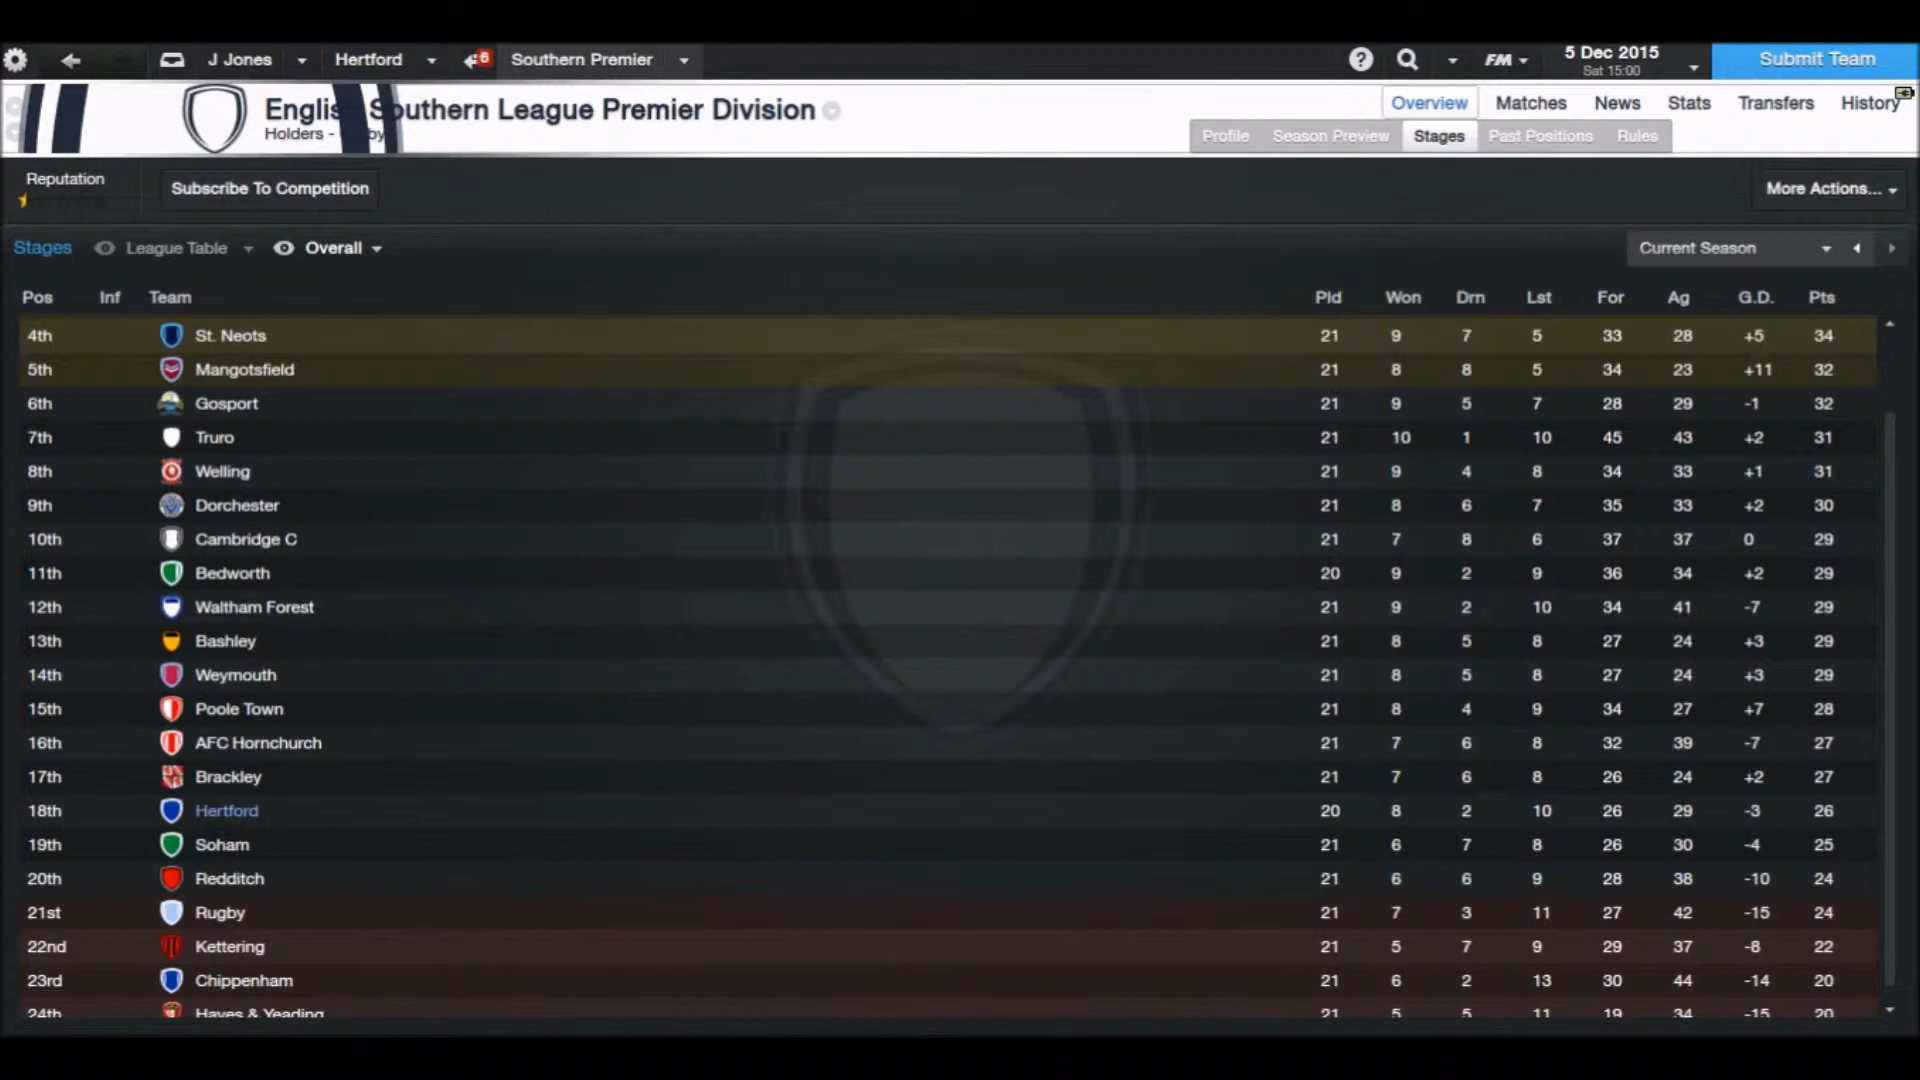 J Jones Hertford 6 Southern Premier ? FM 5 Dec 2015 Submit Team
Sat 15:00
English Southern League Premier Division Overview Matches News Stats Transfers History
Holders - Profile Season Preview Stages Past Positions Rules
Reputation Subscribe To Competition More Actions...
Stages League Table Overall Current Season
Pos Inf Team Pld Won Drn Lst For Ag G.D. Pts
4th St. Neots 21 9 7 5 33 28 +5 34
5th Mangotsfield 21 8 8 5 34 23 +11 32
6th Gosport 21 9 5 7 28 29 -1 32
7th Truro 21 10 1 10 45 43 +2 31
8th Welling 21 9 4 8 34 33 +1 31
9th Dorchester 21 8 6 7 35 33 +2 30
10th Cambridge C 21 7 8 6 37 37 0 29
11th Bedworth 20 9 2 9 36 34 +2 29
12th Waltham Forest 21 9 2 10 34 41 -7 29
13th Bashley 21 8 5 8 27 24 +3 29
14th Weymouth 21 8 5 8 27 24 +3 29
15th Poole Town 21 8 4 9 34 27 +7 28
16th AFC Hornchurch 21 7 6 8 32 39 -7 27
17th Brackley 21 7 6 8 26 24 +2 27
18th Hertford 20 8 2 10 26 29 -3 26
19th Soham 21 6 7 8 26 30 -4 25
20th Redditch 21 6 6 9 28 38 -10 24
21st Rugby 21 7 3 11 27 42 -15 24
22nd Kettering 21 5 7 9 29 37 -8 22
23rd Chippenham 21 6 2 13 30 44 -14 20
24th Hayes & Yeading 21 5 5 11 19 34 -15 20